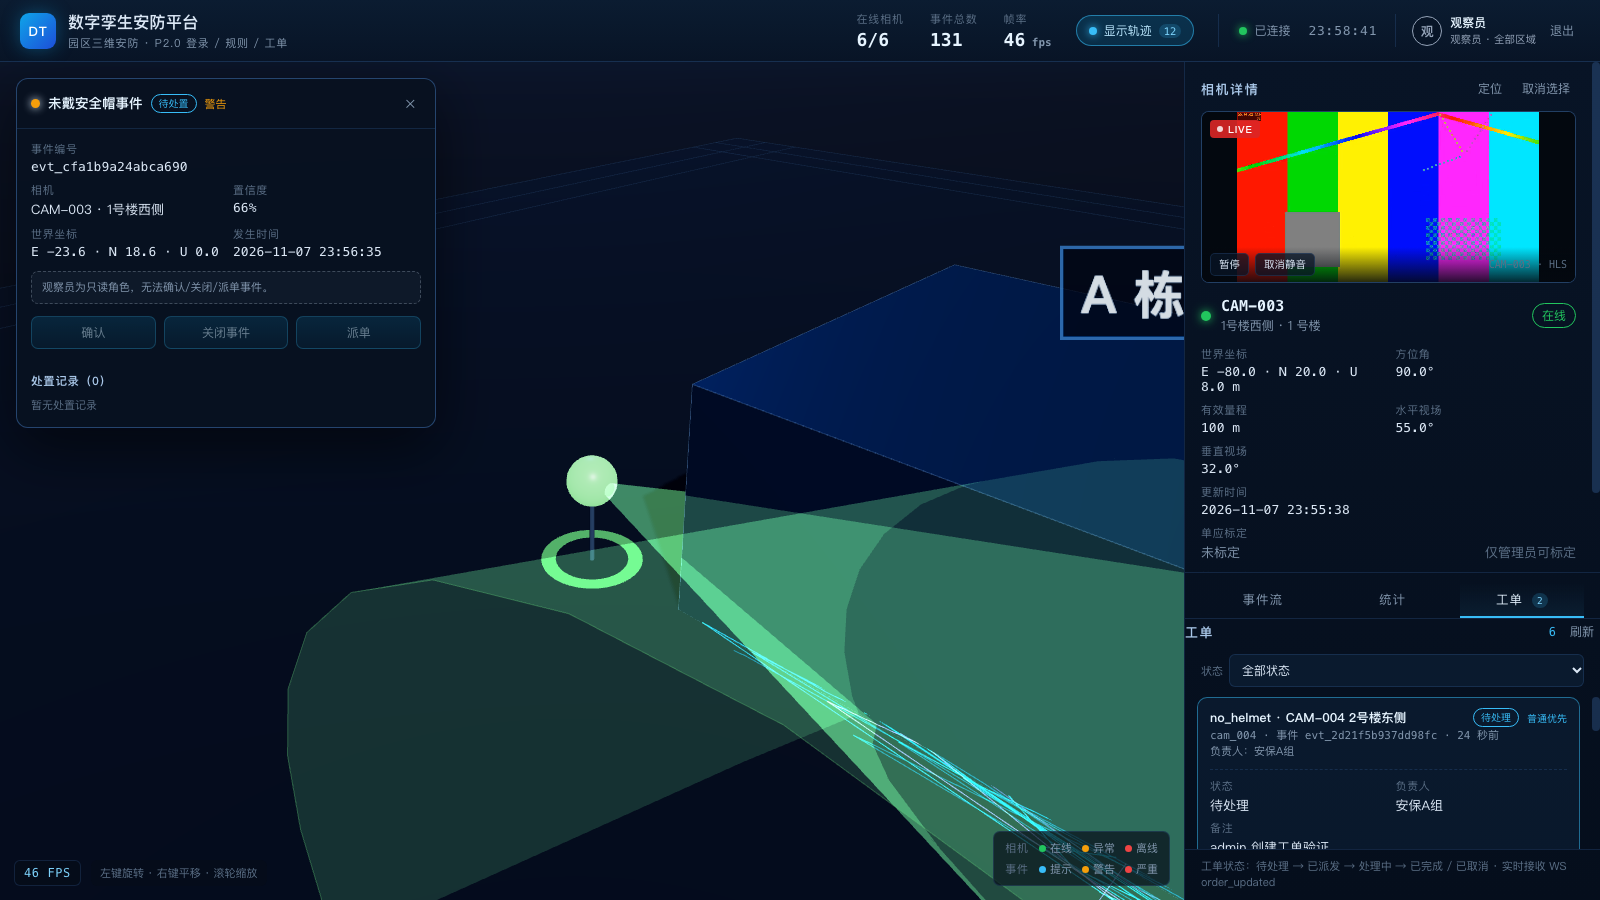 DT
数字孪生安防平台
园区三维安防 · P2.0 登录 / 规则 / 工单
在线相机
6/6
事件总数
131
帧率
46 fps
显示轨迹 12
已连接
23:58:41
观
观察员
观察员 · 全部区域
退出
未戴安全帽事件 待处置 警告 ×
事件编号
evt_cfa1b9a24abca690
相机 置信度
CAM-003 · 1号楼西侧 66%
世界坐标 发生时间
E -23.6 · N 18.6 · U 0.0 2026-11-07 23:56:35
观察员为只读角色，无法确认/关闭/派单事件。
确认 关闭事件 派单
处置记录 (0)
暂无处置记录
A 栋
相机 在线 异常 离线
事件 提示 警告 严重
46 FPS
左键旋转 · 右键平移 · 滚轮缩放
相机详情 定位 取消选择
LIVE
暂停 取消静音
· HLS
CAM-003
1号楼西侧 · 1 号楼
在线
世界坐标 方位角
E -80.0 · N 20.0 · U 90.0°
8.0 m
有效量程 水平视场
100 m 55.0°
垂直视场
32.0°
更新时间
2026-11-07 23:55:38
单应标定
未标定 仅管理员可标定
事件流 统计 工单 2
工单 6 刷新
状态 全部状态
no_helmet · CAM-004 2号楼东侧 待处理 普通优先
cam_004 · 事件 evt_2d21f5b937dd98fc · 24 秒前
负责人: 安保A组
状态 负责人
待处理 安保A组
备注
admin 创建工单验证
工单状态: 待处理 → 已派发 → 处理中 → 已完成 / 已取消 · 实时接收 WS
order_updated